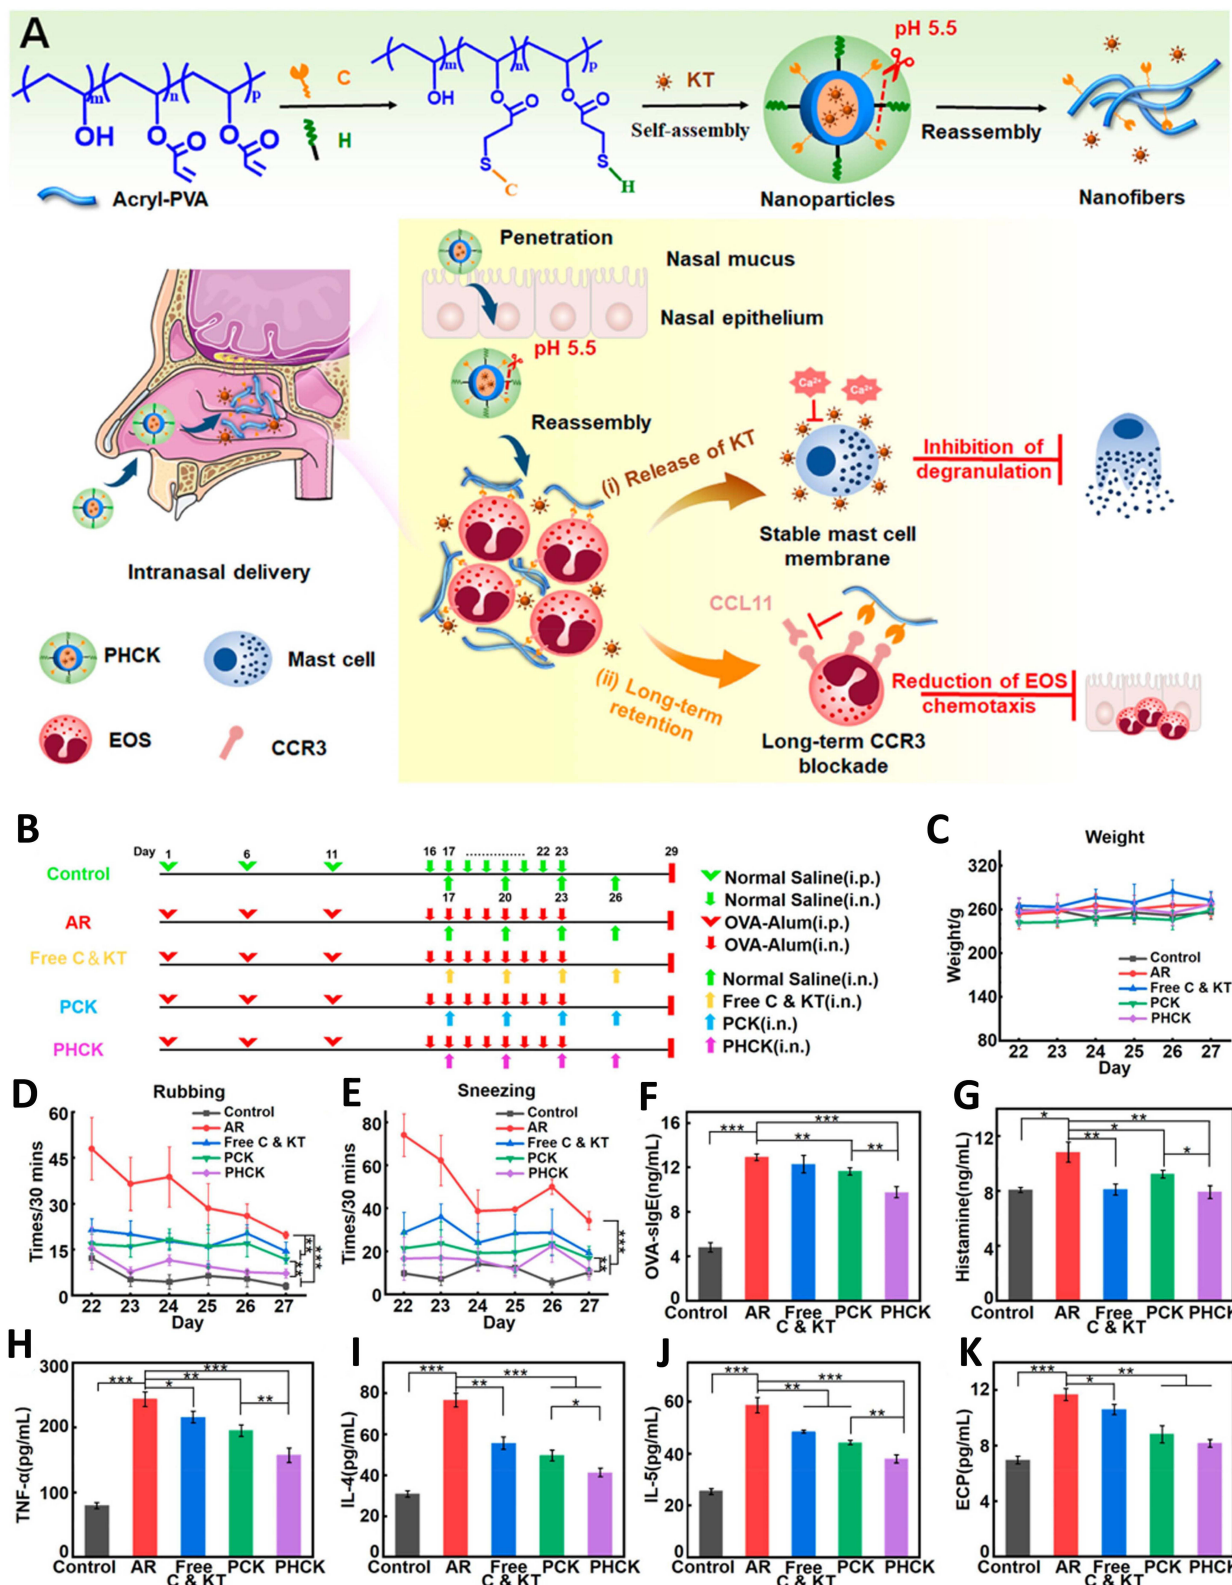 A
m n p
OH O O
O O
Acryl-PVA
C
H
m n p
OH O O
O O
S S
C H
KT
Self-assembly
pH 5.5
Nanoparticles
Reassembly
Nanofibers
Penetration
Nasal mucus
Nasal epithelium
pH 5.5
Reassembly
Intranasal delivery
PHCK
Mast cell
EOS
CCR3
(i) Release of KT
Ca²⁺ Ca²⁺
Stable mast cell
membrane
Inhibition of
degranulation
(ii) Long-term
retention
CCL11
Long-term CCR3
blockade
Reduction of EOS
chemotaxis
B
Day 1 6 11 16 17 .............. 22 23 29
Control
17 20 23 26
AR
Free C & KT
PCK
PHCK
Normal Saline(i.p.)
Normal Saline(i.n.)
OVA-Alum(i.p.)
OVA-Alum(i.n.)
Normal Saline(i.n.)
Free C & KT(i.n.)
PCK(i.n.)
PHCK(i.n.)
C
Weight
Weight/g
320
260
200
140
80
Control
AR
Free C & KT
PCK
PHCK
22 23 24 25 26 27
Day
D
Rubbing
Times/30 mins
60
45
30
15
0
Control
AR
Free C & KT
PCK
PHCK
** *** **
22 23 24 25 26 27
Day
E
Sneezing
Times/30 mins
80
60
40
20
0
Control
AR
Free C & KT
PCK
PHCK
*** **
22 23 24 25 26 27
Day
F
OVA-sIgE(ng/mL)
16
12
8
4
0
***
*** ** **
Control AR Free PCK PHCK
C & KT
G
Histamine(ng/mL)
12
8
4
0
* **
*
** *
Control AR Free PCK PHCK
C & KT
H
TNF-α(pg/mL)
300
200
100
0
***
**
*** * **
Control AR Free PCK PHCK
C & KT
I
IL-4(pg/mL)
80
60
40
20
0
*** ***
** *
Control AR Free PCK PHCK
C & KT
J
IL-5(pg/mL)
60
40
20
0
*** ***
** **
Control AR Free PCK PHCK
C & KT
K
ECP(pg/mL)
12
8
4
0
*** **
*
Control AR Free PCK PHCK
C & KT